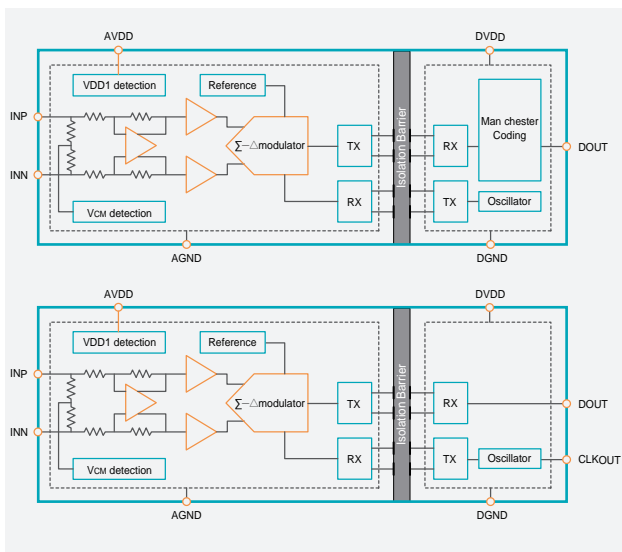 AVDD
DVDD
VDD1 detection
Reference
INP
INN
Σ-△modulator
TX
RX
Isolation Barrier
RX
TX
Man chester
Coding
Oscillator
DOUT
VCM detection
AGND
DGND
AVDD
DVDD
VDD1 detection
Reference
INP
INN
Σ-△modulator
TX
RX
Isolation Barrier
RX
TX
Oscillator
DOUT
CLKOUT
VCM detection
AGND
DGND